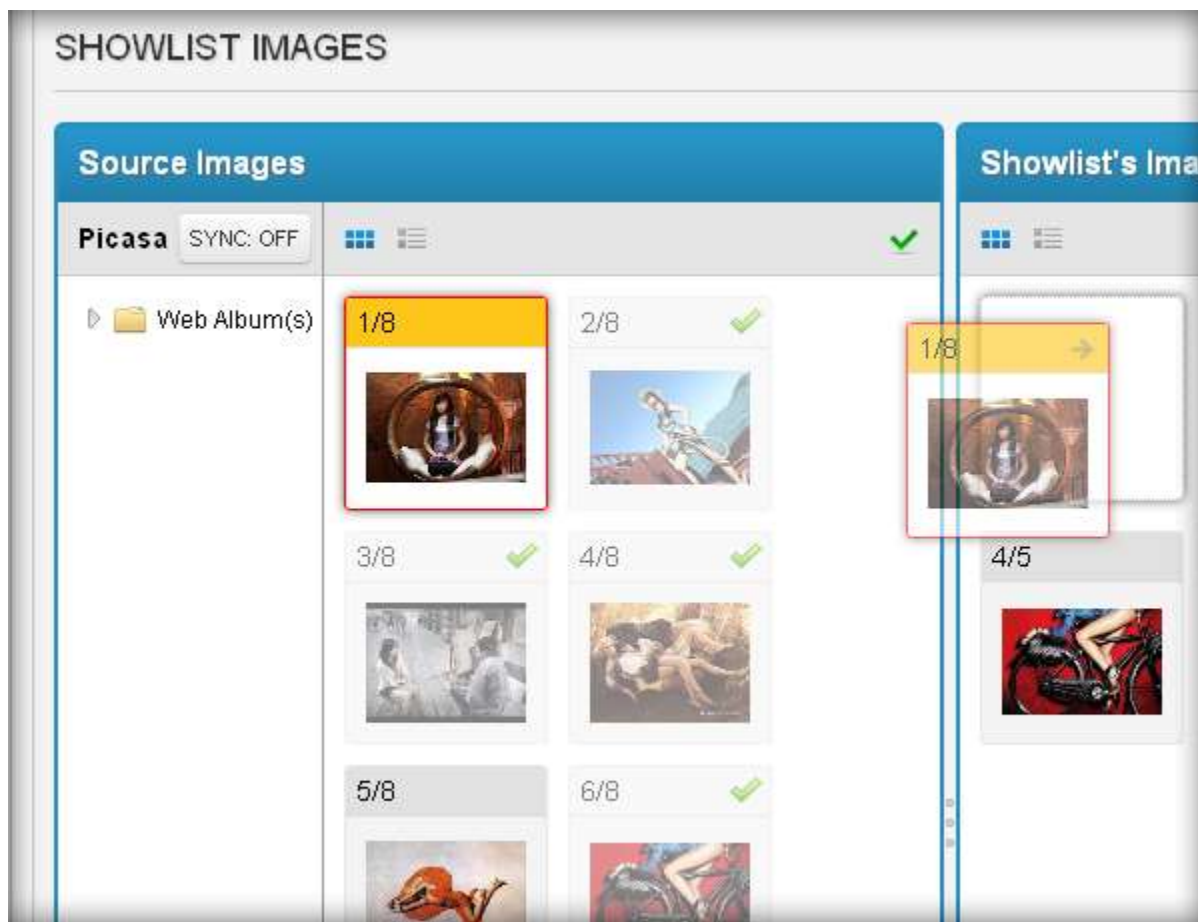 SHOWLIST IMAGES
Source Images
Showlist's Ima
Picasa
SYNC: OFF
Web Album(s)
1/8
2/8
1/8
3/8
4/8
4/5
5/8
6/8